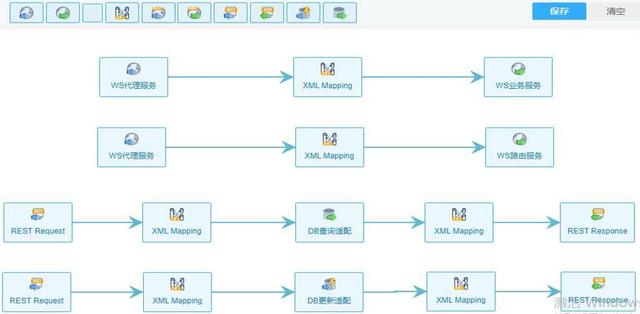 保存
清空
WS代理服务
XML Mapping
WS业务服务
WS代理服务
XML Mapping
WS路由服务
REST Request
XML Mapping
DB查询适配
XML Mapping
REST Response
REST Request
XML Mapping
DB更新适配
XML Mapping
REST Response
激活 Windows